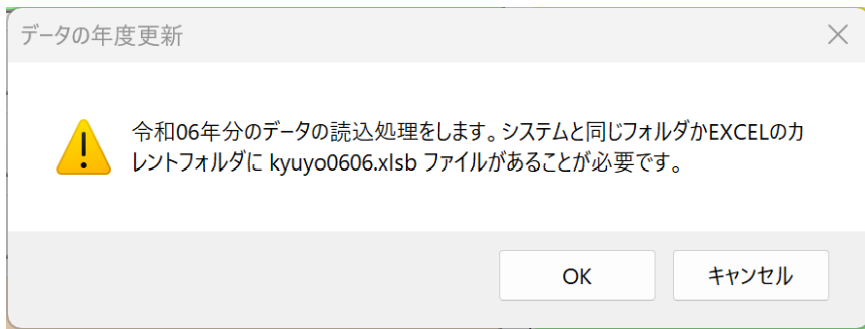 データの年度更新
令和06年分のデータの読込処理をします。システムと同じフォルダかEXCELのカ
レントフォルダに kyuyo0606.xlsb ファイルがあることが必要です。
OK
キャンセル